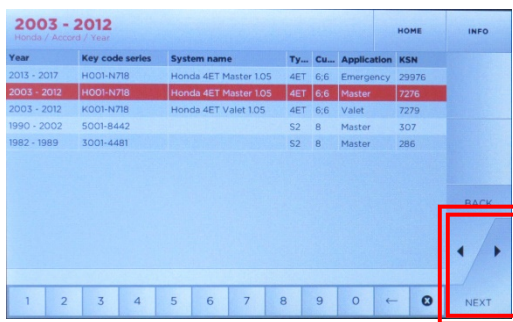 2003 - 2012
Honda / Accord / Year
HOME
INFO
Year Key code series System name Ty... Cu... Application KSN
2013 - 2017 H001-N718 Honda 4ET Master 1.05 4ET 6;6 Emergency 29976
2003 - 2012 H001-N718 Honda 4ET Master 1.05 4ET 6;6 Master 7276
2003 - 2012 K001-N718 Honda 4ET Valet 1.05 4ET 6;6 Valet 7279
1990 - 2002 5001-8442 S2 8 Master 307
1982 - 1989 3001-4481 S2 8 Master 286
BACK
NEXT
1 2 3 4 5 6 7 8 9 0 ←